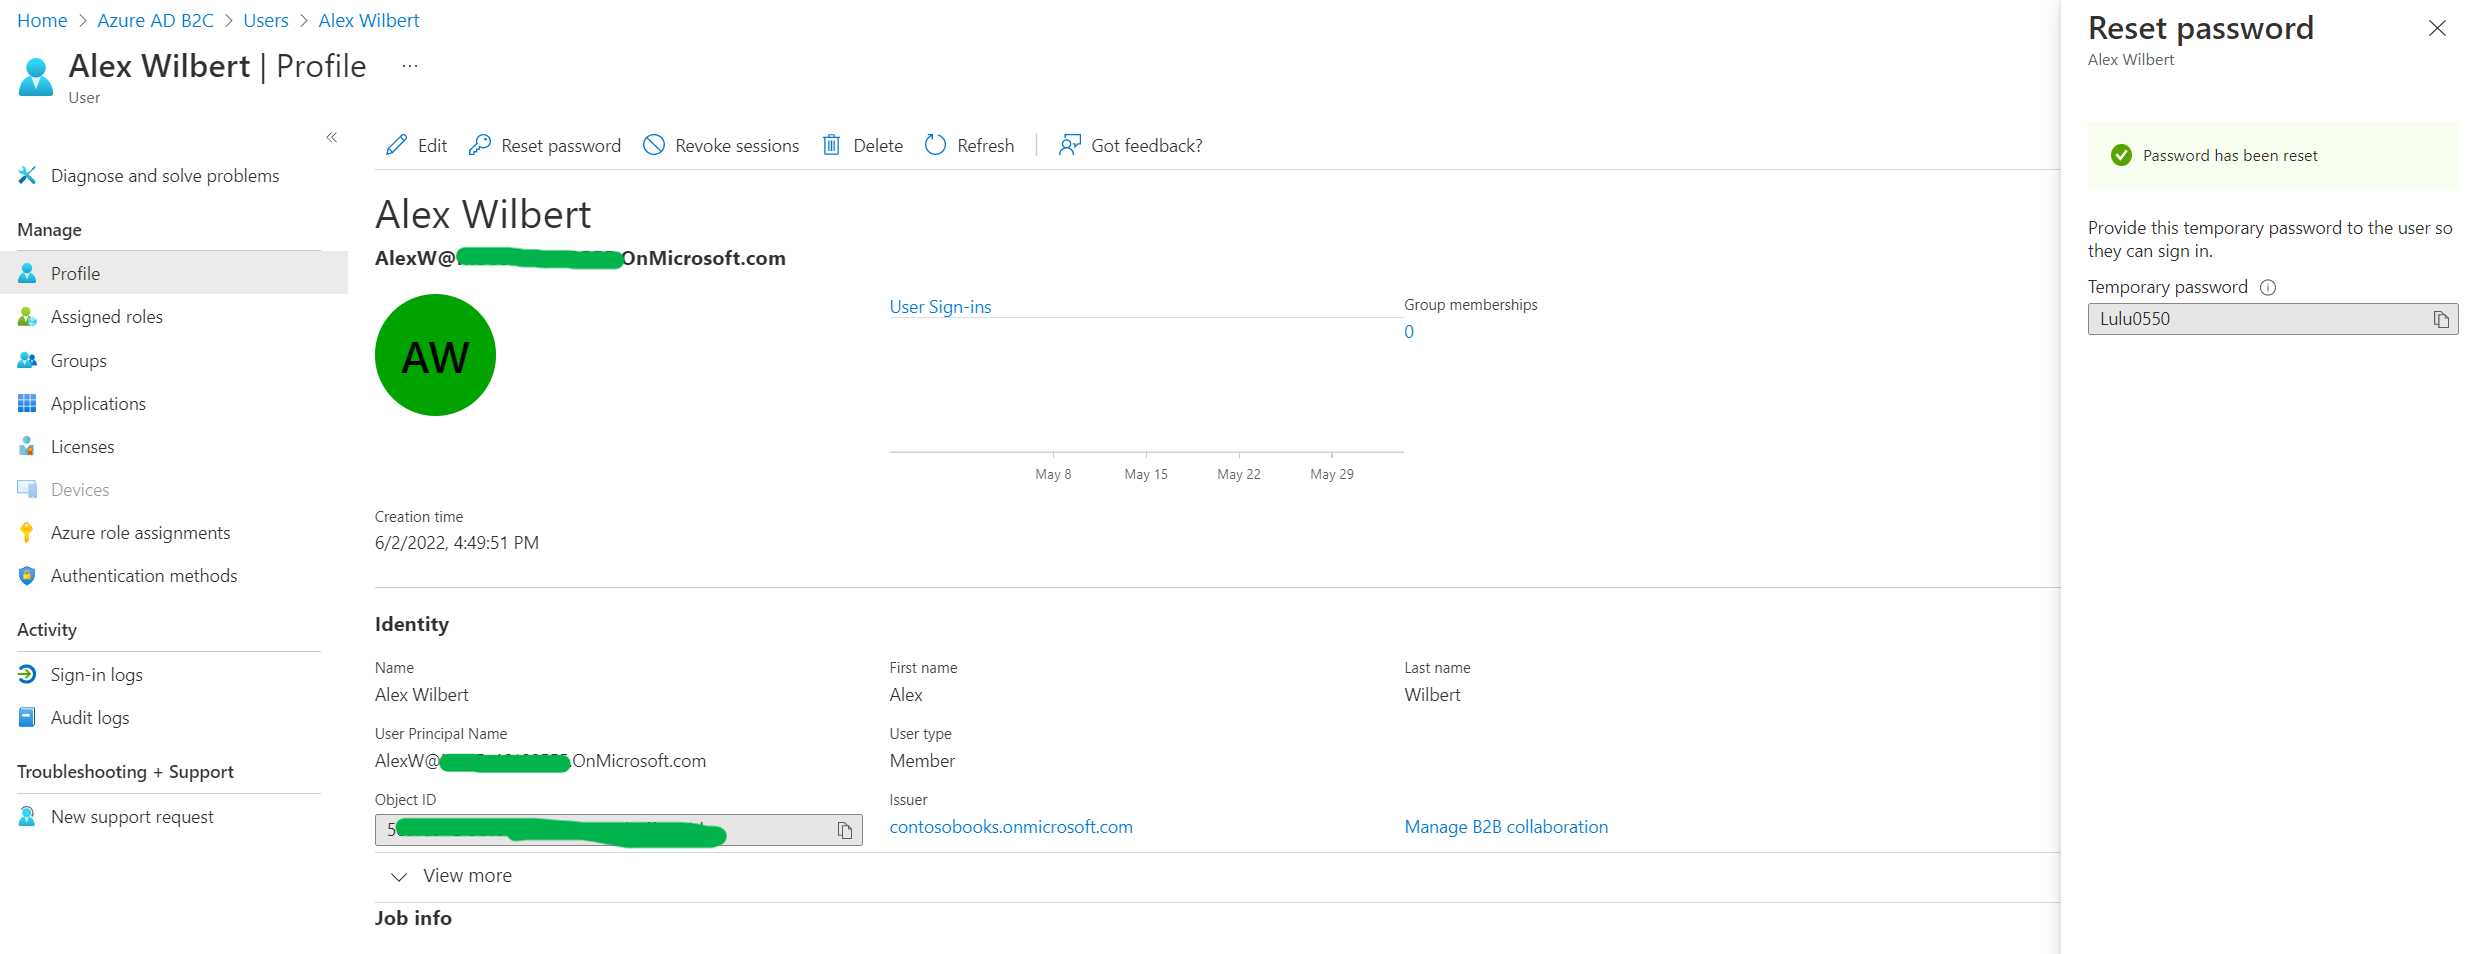 Home > Azure AD B2C > Users > Alex Wilbert
Alex Wilbert | Profile ...
User
«
Diagnose and solve problems
Manage
Profile
Assigned roles
Groups
Applications
Licenses
Devices
Azure role assignments
Authentication methods
Activity
Sign-in logs
Audit logs
Troubleshooting + Support
New support request
Edit Reset password Revoke sessions Delete Refresh Got feedback?
Alex Wilbert
AlexW@ OnMicrosoft.com
AW
User Sign-ins
May 8 May 15 May 22 May 29
Group memberships
0
Creation time
6/2/2022, 4:49:51 PM
Identity
Name First name Last name
Alex Wilbert Alex Wilbert
User Principal Name User type
AlexW@ .OnMicrosoft.com Member
Object ID Issuer
contosobooks.onmicrosoft.com Manage B2B collaboration
View more
Job info
Reset password
Alex Wilbert
Password has been reset
Provide this temporary password to the user so
they can sign in.
Temporary password
Lulu0550